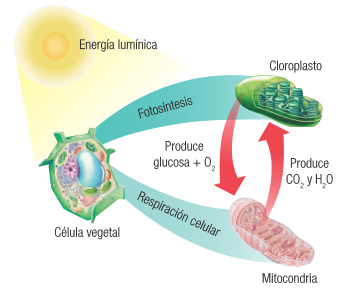 Energía lumínica
Cloroplasto
Fotosíntesis
Produce
glucosa + O₂
Produce
CO₂ y H₂O
Respiración celular
Célula vegetal
Mitocondria